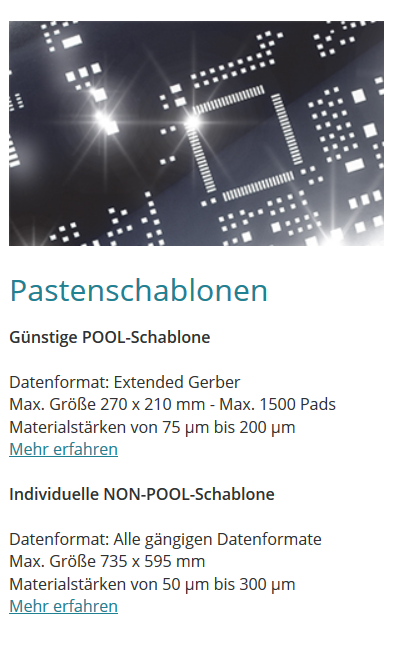 Pastenschablonen
Günstige POOL-Schablone
Datenformat: Extended Gerber
Max. Größe 270 x 210 mm - Max. 1500 Pads
Materialstärken von 75 µm bis 200 µm
Mehr erfahren
Individuelle NON-POOL-Schablone
Datenformat: Alle gängigen Datenformate
Max. Größe 735 x 595 mm
Materialstärken von 50 µm bis 300 µm
Mehr erfahren